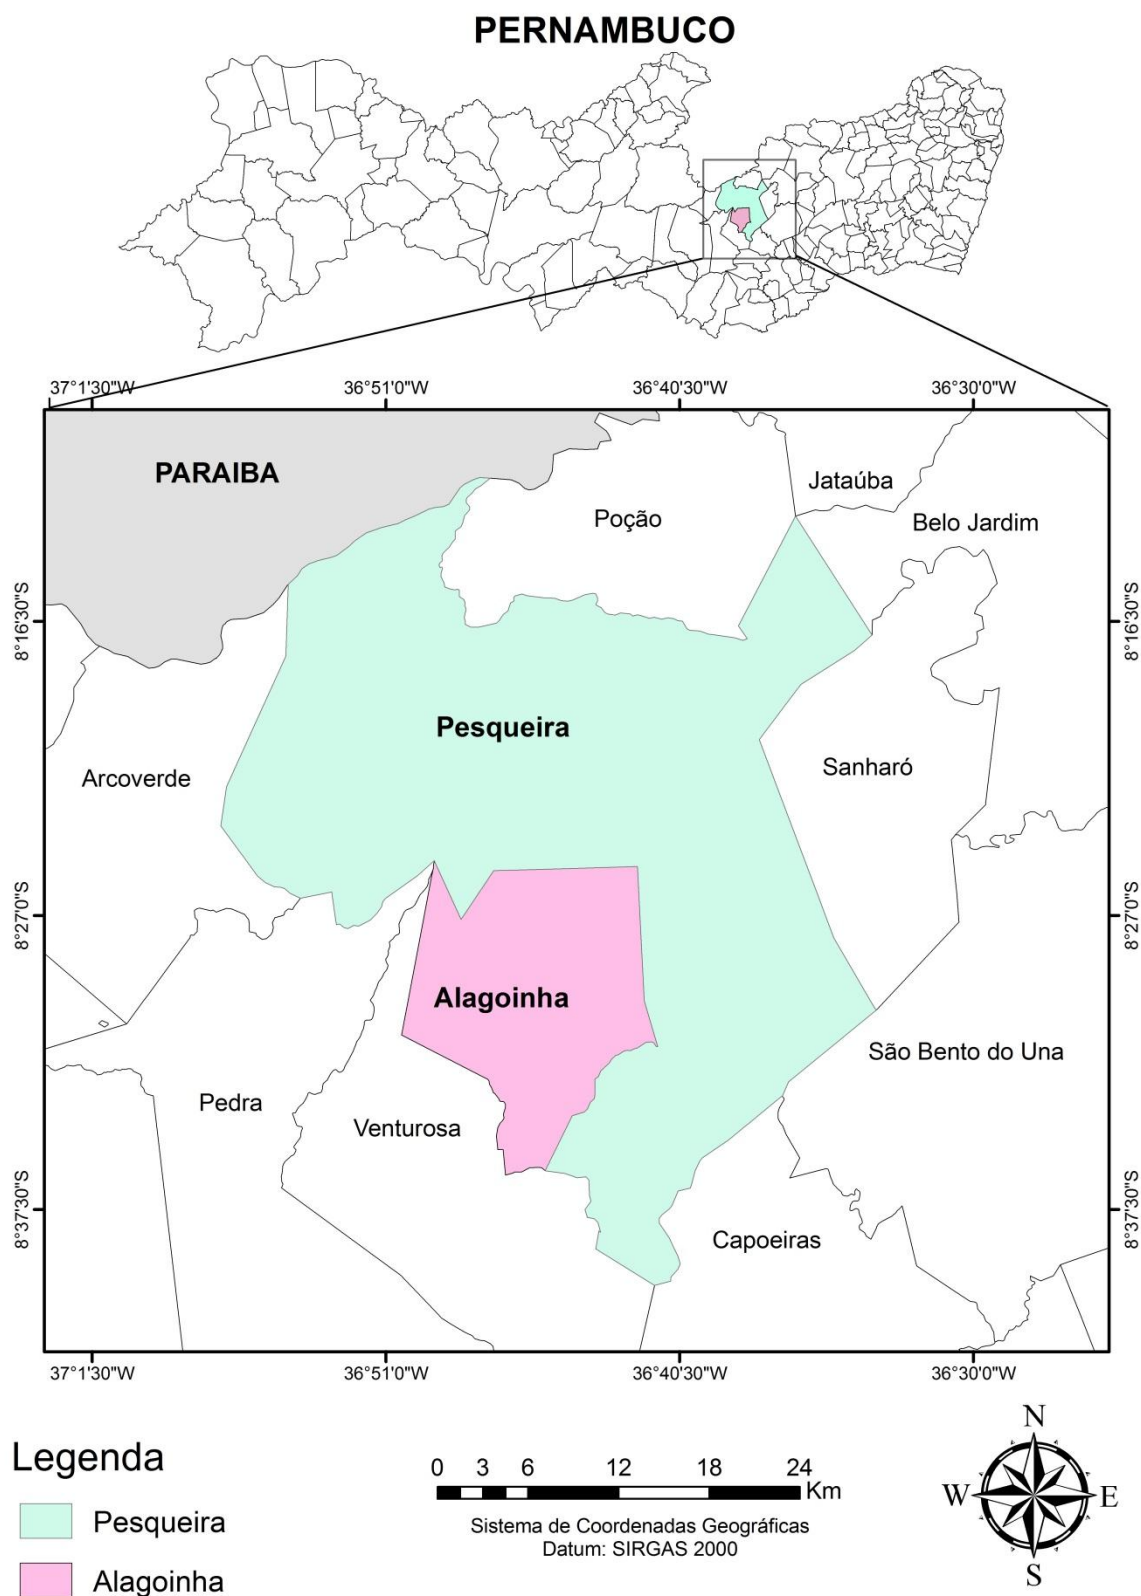 PERNAMBUCO
37°1'30"W 36°51'0"W 36°40'30"W 36°30'0"W
PARAIBA
Jataúba
Poção
Belo Jardim
8°16'30"S 8°16'30"S
Pesqueira
Sanharó
Arcoverde
8°27'0"S 8°27'0"S
Alagoinha
São Bento do Una
Pedra
Venturosa
8°37'30"S 8°37'30"S
Capoeiras
37°1'30"W 36°51'0"W 36°40'30"W 36°30'0"W
Legenda
Pesqueira
Alagoinha
0 3 6 12 18 24
Km
Sistema de Coordenadas Geográficas
Datum: SIRGAS 2000
N
W E
S